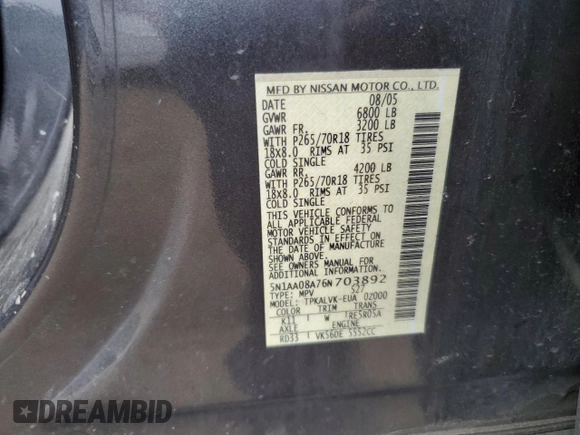 MFD BY NISSAN MOTOR CO., LTD.
DATE 08/05
GVWR 6800 LB
GAWR FR. 3200 LB
WITH P265/70R18 TIRES
18x8.0 RIMS AT 35 PSI
COLD SINGLE
GAWR RR. 4200 LB
WITH P265/70R18 TIRES
18x8.0 RIMS AT 35 PSI
COLD SINGLE
THIS VEHICLE CONFORMS TO
ALL APPLICABLE FEDERAL
MOTOR VEHICLE SAFETY
STANDARDS IN EFFECT ON
THE DATE OF MANUFACTURE
SHOWN ABOVE.
SEE OWNERS MANUAL FOR
ADDITIONAL INFORMATION.
5N1AA08A76N703892
TYPE: MPV 527
MODEL: TPKALVK-EUA 02000
COLOR TRIM TRANS
K11 W TRE5R05A
AXLE ENGINE
RD33 VK56DE 5552CC
DREAMBID